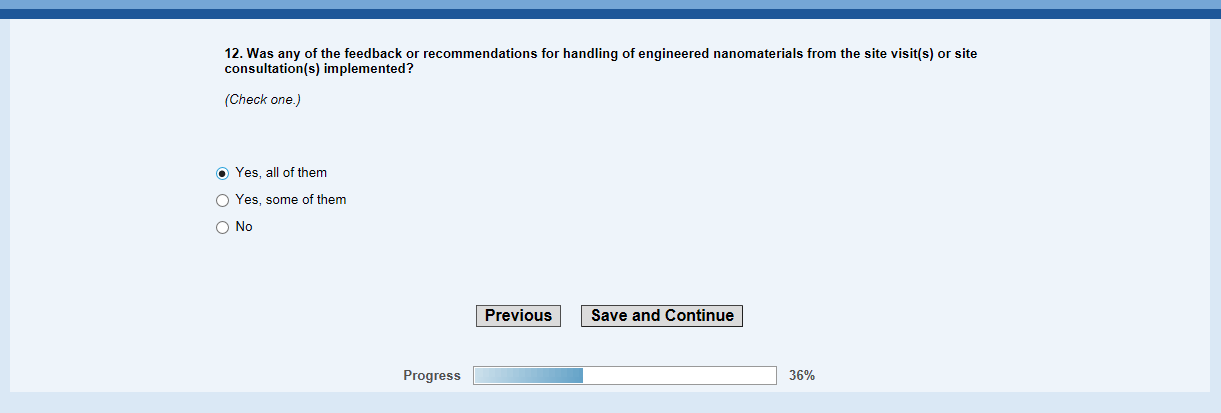 12. Was any of the feedback or recommendations for handling of engineered nanomaterials from the site visit(s) or site
consultation(s) implemented?
(Check one.)
Yes, all of them
Yes, some of them
No
Previous Save and Continue
Progress 36%